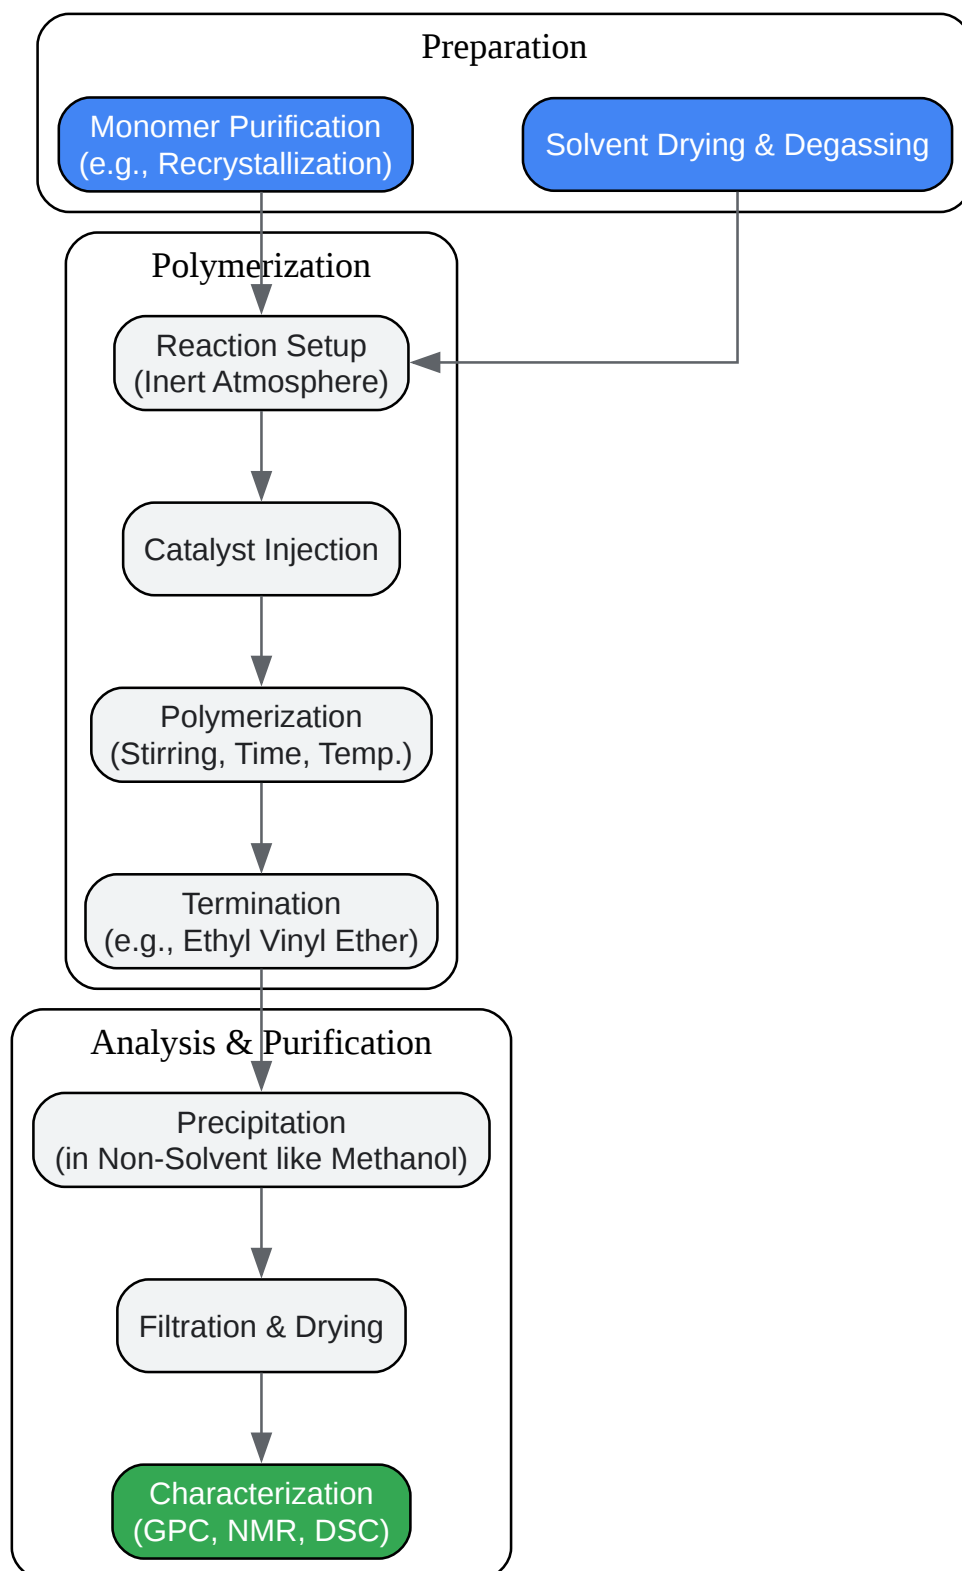 Preparation
Monomer Purification
(e.g., Recrystallization)
Solvent Drying & Degassing
Polymerization
Reaction Setup
(Inert Atmosphere)
Catalyst Injection
Polymerization
(Stirring, Time, Temp.)
Termination
(e.g., Ethyl Vinyl Ether)
Analysis & Purification
Precipitation
(in Non-Solvent like Methanol)
Filtration & Drying
Characterization
(GPC, NMR, DSC)